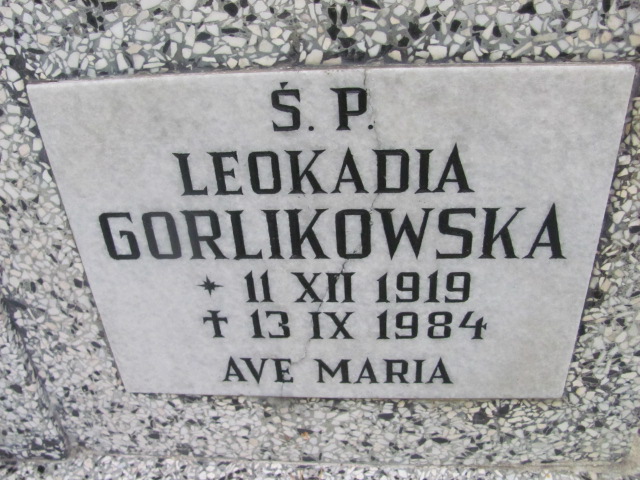 Ś. P.
LEOKADIA
GORLIKOWSKA
* 11 XII 1919
† 13 IX 1984
AVE MARIA